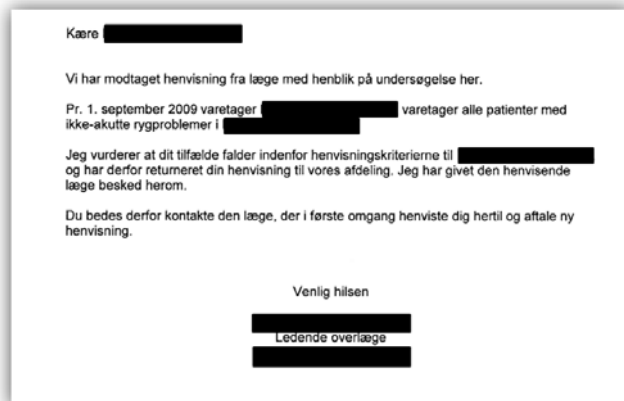 Kære
Vi har modtaget henvisning fra læge med henblik på undersøgelse her.
Pr. 1. september 2009 varetager varetager alle patienter med
ikke-akutte rygproblemer i
Jeg vurderer at dit tilfælde falder indenfor henvisningskriterierne til
og har derfor returneret din henvisning til vores afdeling. Jeg har givet den henvisende
læge besked herom.
Du bedes derfor kontakte den læge, der i første omgang henviste dig hertil og aftale ny
henvisning.
Venlig hilsen
Ledende overlæge